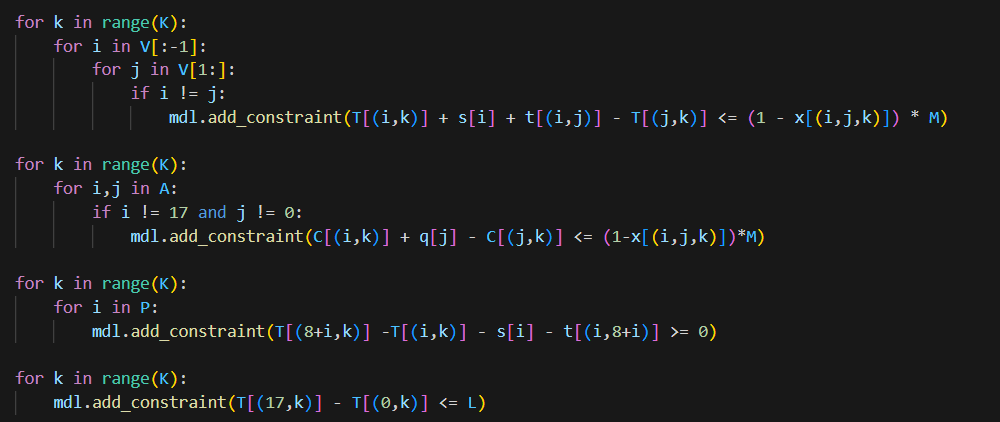 for k in range(K):
    for i in V[:-1]:
        for j in V[1:]:
            if i != j:
                mdl.add_constraint(T[(i,k)] + s[i] + t[(i,j)] - T[(j,k)] <= (1 - x[(i,j,k)]) * M)

for k in range(K):
    for i,j in A:
        if i != 17 and j != 0:
            mdl.add_constraint(C[(i,k)] + q[j] - C[(j,k)] <= (1-x[(i,j,k)])*M)

for k in range(K):
    for i in P:
        mdl.add_constraint(T[(8+i,k)] -T[(i,k)] - s[i] - t[(i,8+i)] >= 0)

for k in range(K):
    mdl.add_constraint(T[(17,k)] - T[(0,k)] <= L)